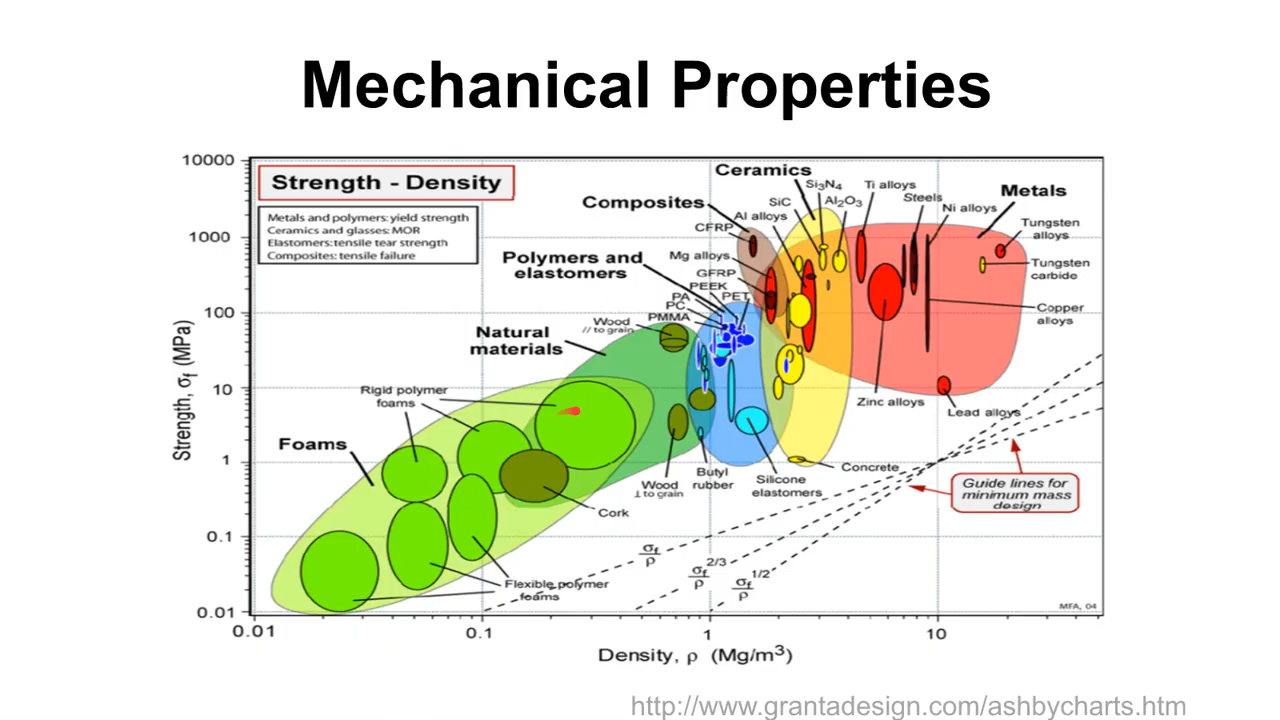 Mechanical Properties
10000
1000
100
10
1
0.1
0.01
Strength, σf (MPa)
Strength - Density
Metals and polymers: yield strength
Ceramics and glasses: MOR
Elastomers: tensile tear strength
Composites: tensile failure
Ceramics
Composites
Polymers and
elastomers
Natural
materials
Foams
Metals
Si3N4
Ti alloys
SiC
Al2O3
Steels
Ni alloys
Al alloys
CFRP
Tungsten
alloys
Mg alloys
Tungsten
carbide
GFRP
PEEK
PET
PA
PC
PMMA
Copper
alloys
Wood
// to grain
Rigid polymer
foams
Zinc alloys
Lead alloys
Concrete
Butyl
rubber
Silicone
elastomers
Wood
⊥ to grain
Cork
Guide lines for
minimum mass
design
Flexible polymer
foams
σf
ρ
σf2/3
ρ
σf1/2
ρ
MFA, 04
0.01
0.1
1
10
Density, ρ (Mg/m3)
http://www.grantadesign.com/ashbycharts.htm